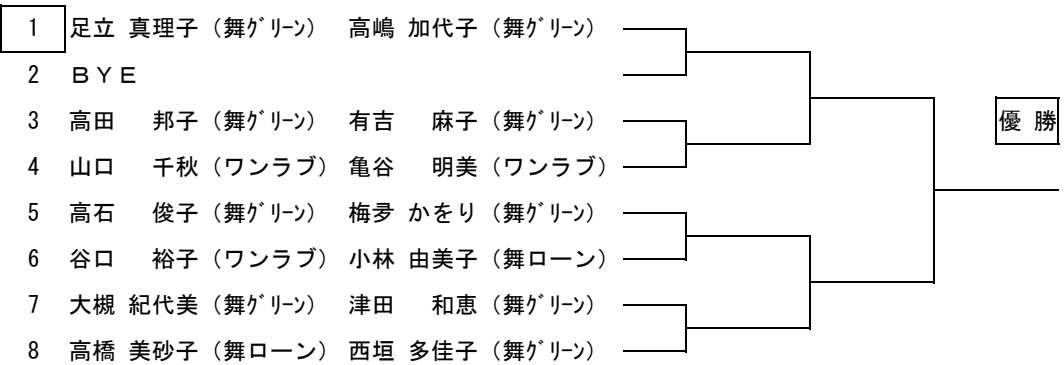 1 足立 真理子（舞ｸﾞﾘｰﾝ） 高嶋 加代子（舞ｸﾞﾘｰﾝ）
2 ＢＹＥ
3 高田 邦子（舞ｸﾞﾘｰﾝ） 有吉 麻子（舞ｸﾞﾘｰﾝ）
優 勝
4 山口 千秋（ワンラブ） 亀谷 明美（ワンラブ）
5 高石 俊子（舞ｸﾞﾘｰﾝ） 梅夛 かをり（舞ｸﾞﾘｰﾝ）
6 谷口 裕子（ワンラブ） 小林 由美子（舞ローン）
7 大槻 紀代美（舞ｸﾞﾘｰﾝ） 津田 和恵（舞ｸﾞﾘｰﾝ）
8 高橋 美砂子（舞ローン） 西垣 多佳子（舞ｸﾞﾘｰﾝ）